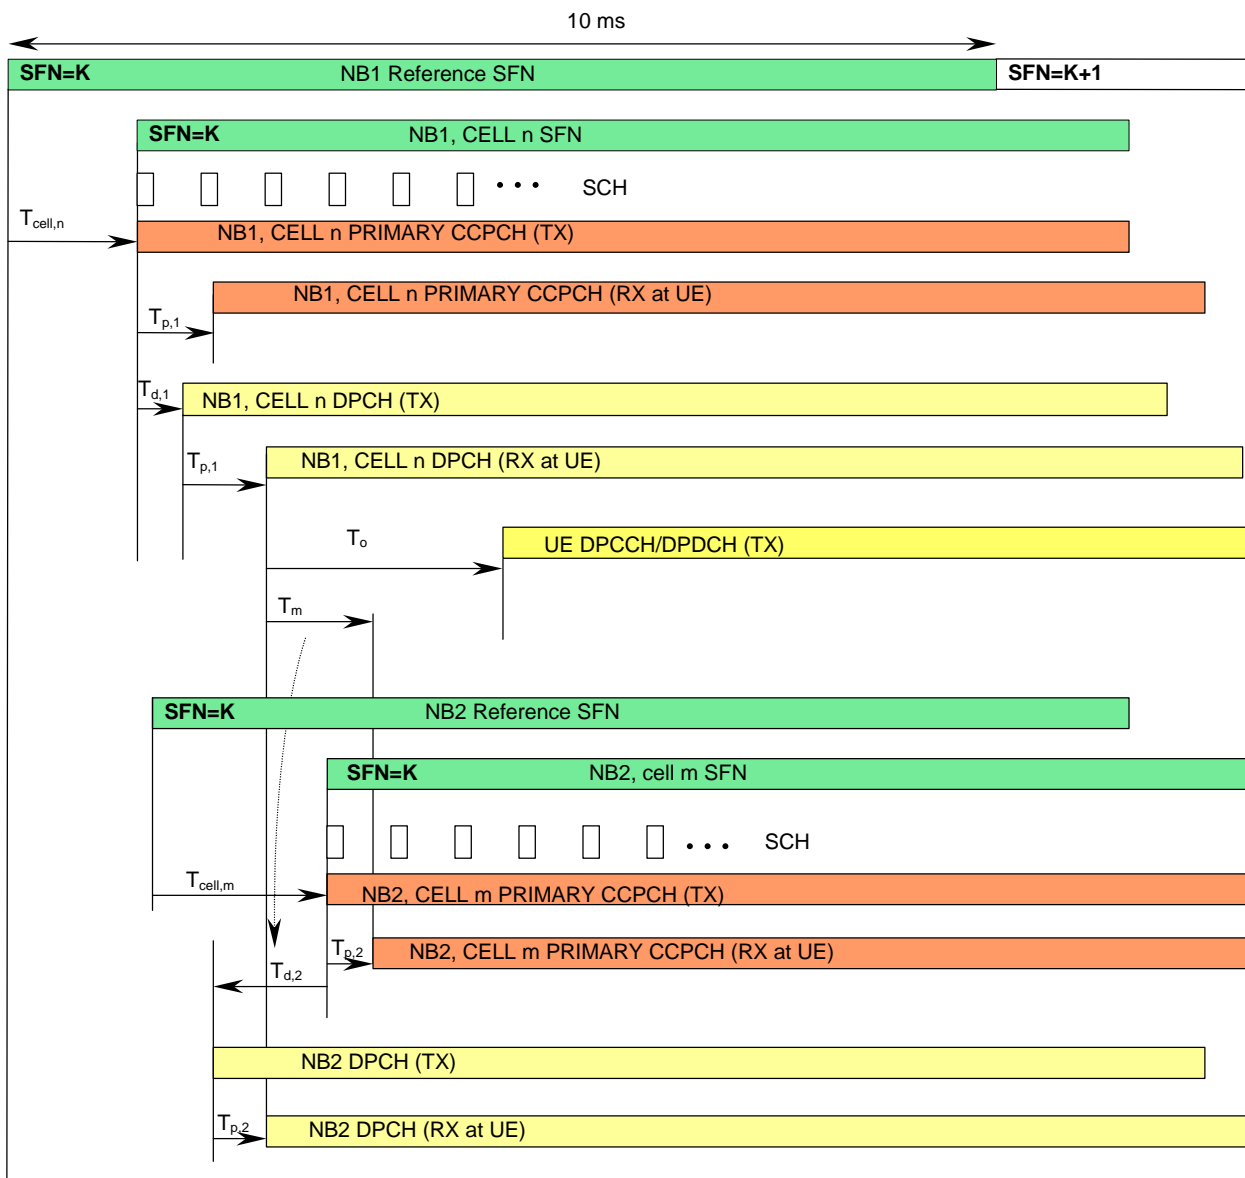 10 ms
SFN=K NB1 Reference SFN SFN=K+1
SFN=K NB1, CELL n SFN
• • • SCH
Tcell,n
NB1, CELL n PRIMARY CCPCH (TX)
NB1, CELL n PRIMARY CCPCH (RX at UE)
Tp,1
Td,1
NB1, CELL n DPCH (TX)
NB1, CELL n DPCH (RX at UE)
Tp,1
To
UE DPCCH/DPDCH (TX)
Tm
SFN=K NB2 Reference SFN
SFN=K NB2, cell m SFN
• • • SCH
Tcell,m
NB2, CELL m PRIMARY CCPCH (TX)
Tp,2
NB2, CELL m PRIMARY CCPCH (RX at UE)
Td,2
NB2 DPCH (TX)
Tp,2
NB2 DPCH (RX at UE)